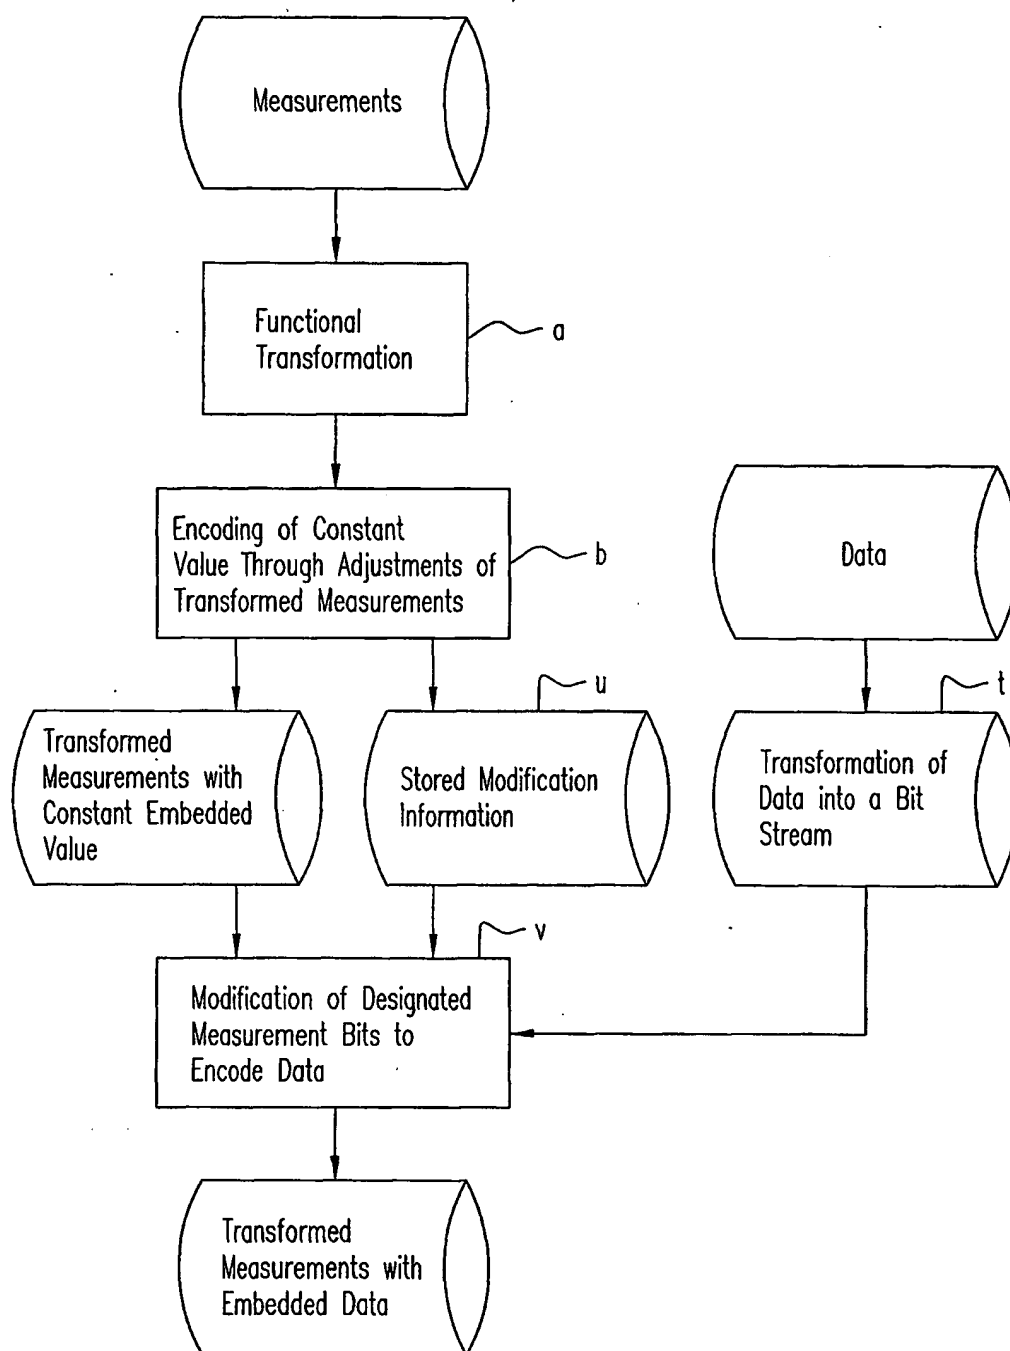 Measurements
Functional
Transformation
a
Encoding of Constant
Value Through Adjustments of
Transformed Measurements
b
Data
u
t
Transformed
Measurements with
Constant Embedded
Value
Stored Modification
Information
Transformation of
Data into a Bit
Stream
v
Modification of Designated
Measurement Bits to
Encode Data
Transformed
Measurements with
Embedded Data